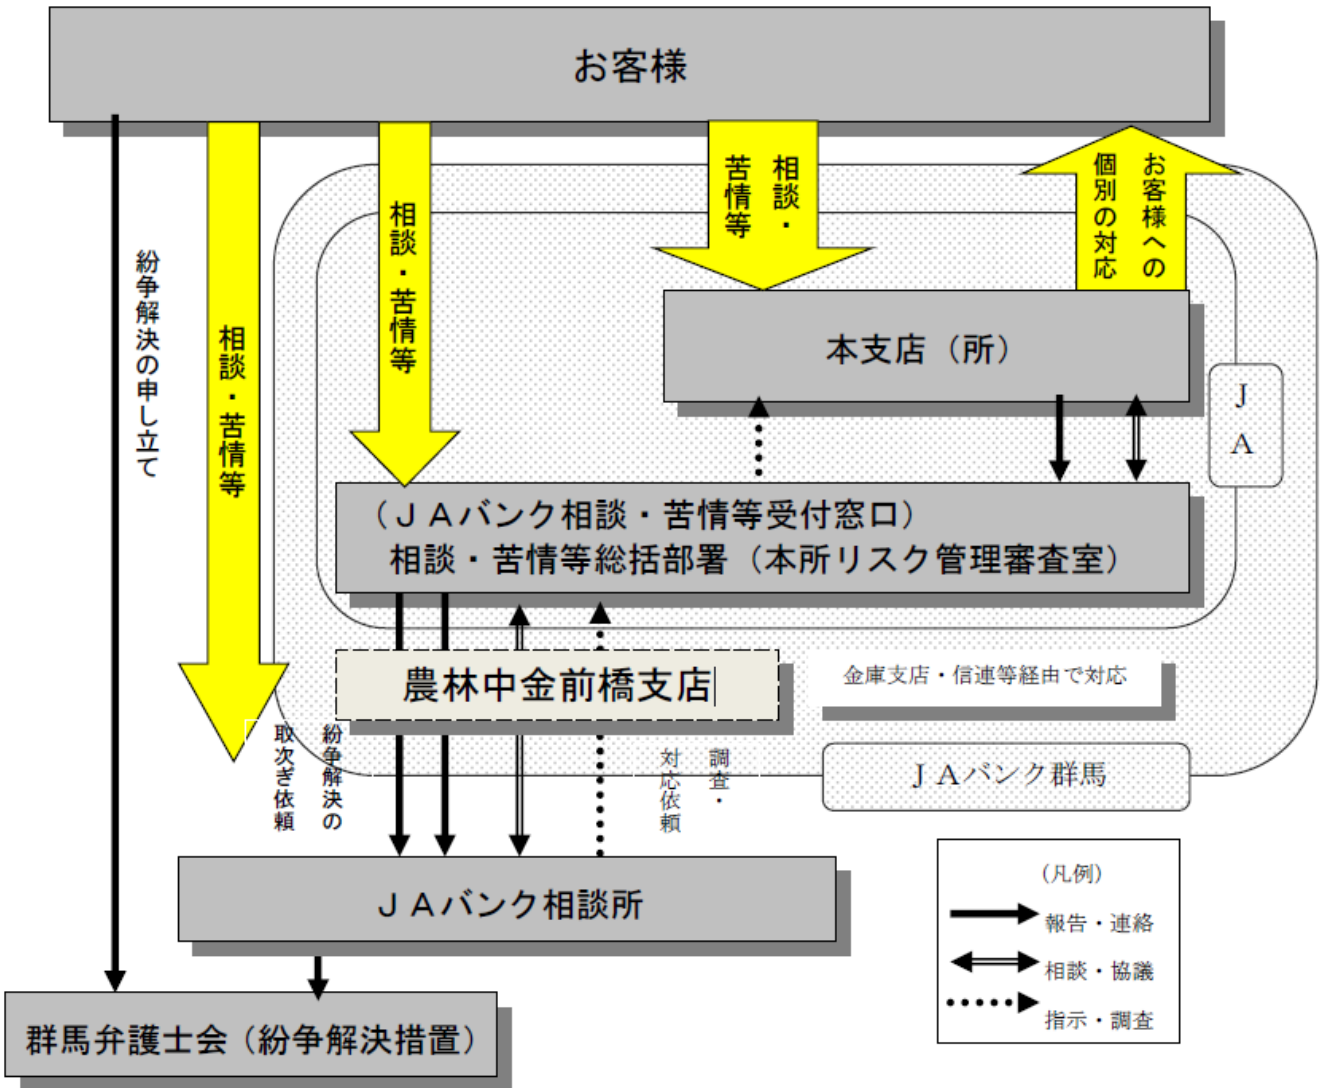 お客様
紛争解決の申し立て
相談・苦情等
相談・苦情等
相談・
苦情等
お客様への
個別の対応
本支店（所）
ＪＡ
（ＪＡバンク相談・苦情等受付窓口）
相談・苦情等総括部署（本所リスク管理審査室）
農林中金前橋支店
金庫支店・信連等経由で対応
紛争解決の
取次ぎ依頼
調査・
対応依頼
ＪＡバンク群馬
ＪＡバンク相談所
群馬弁護士会（紛争解決措置）
（凡例）
報告・連絡
相談・協議
指示・調査